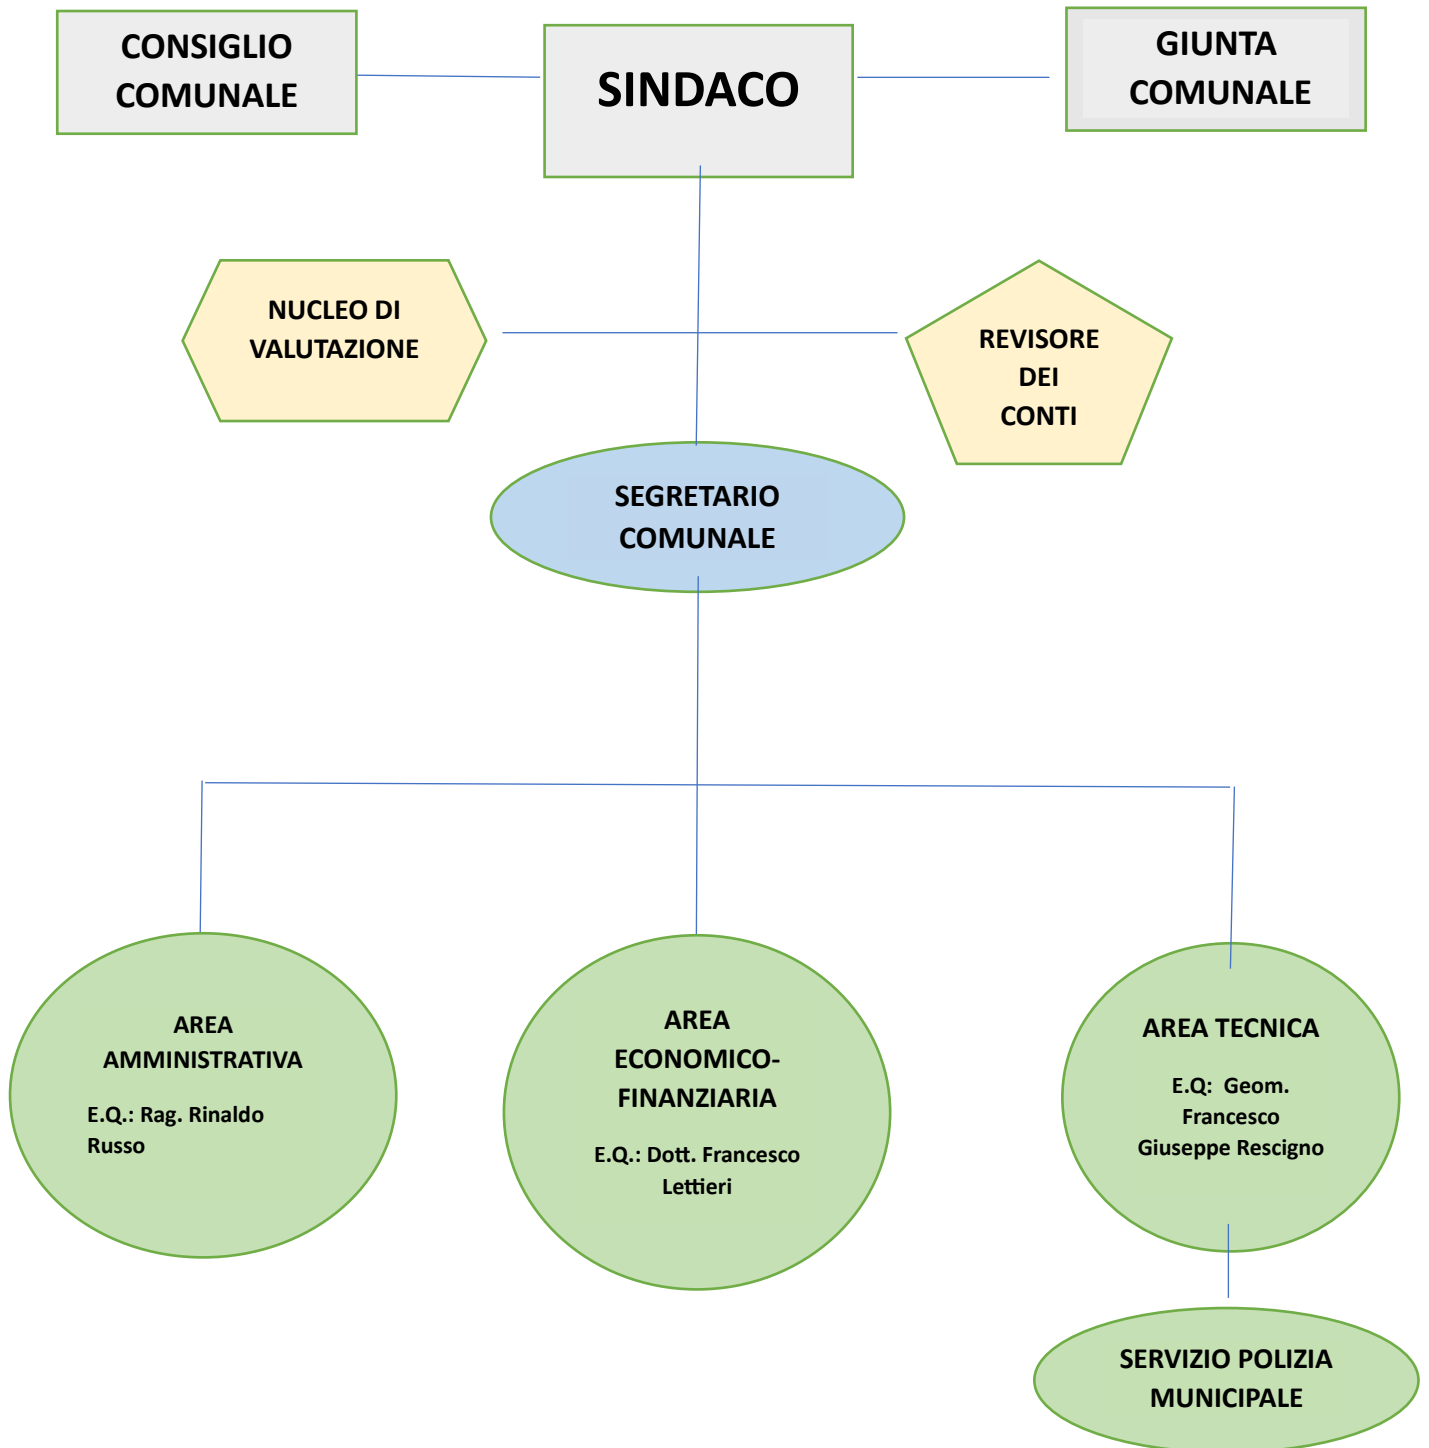 CONSIGLIO
COMUNALE
SINDACO
GIUNTA
COMUNALE
NUCLEO DI
VALUTAZIONE
REVISORE
DEI
CONTI
SEGRETARIO
COMUNALE
AREA
AMMINISTRATIVA
E.Q.: Rag. Rinaldo
Russo
AREA
ECONOMICO-
FINANZIARIA
E.Q.: Dott. Francesco
Lettieri
AREA TECNICA
E.Q: Geom.
Francesco
Giuseppe Rescigno
SERVIZIO POLIZIA
MUNICIPALE